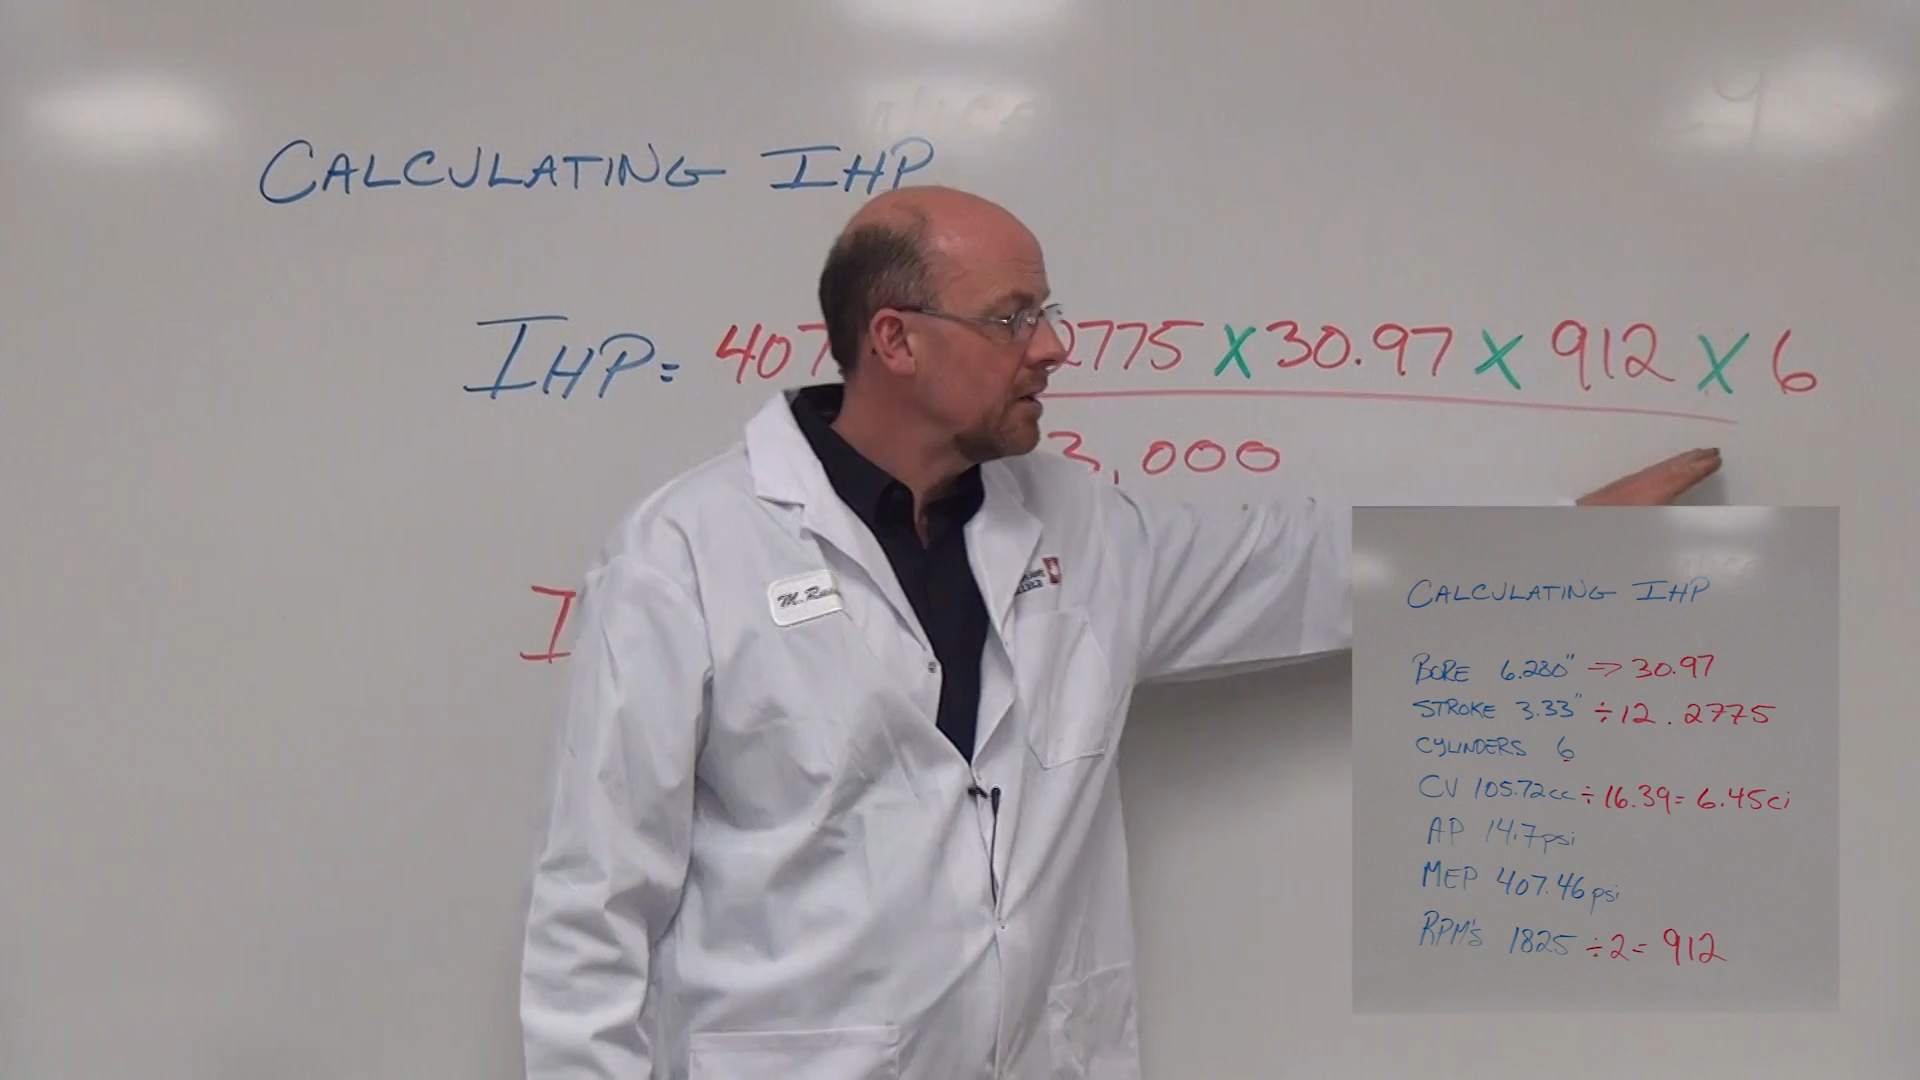 CALCULATING IHP
IHP= 407 2775 X 30.97 X 912 X 6
3,000
I
M.R
CALCULATING IHP
BORE 6.280" → 30.97
STROKE 3.33" ÷12 .2775
CYLINDERS 6
CV 105.72cc ÷ 16.39= 6.45ci
AP 14.7psi
MEP 407.46psi
RPM's 1825 ÷2= 912